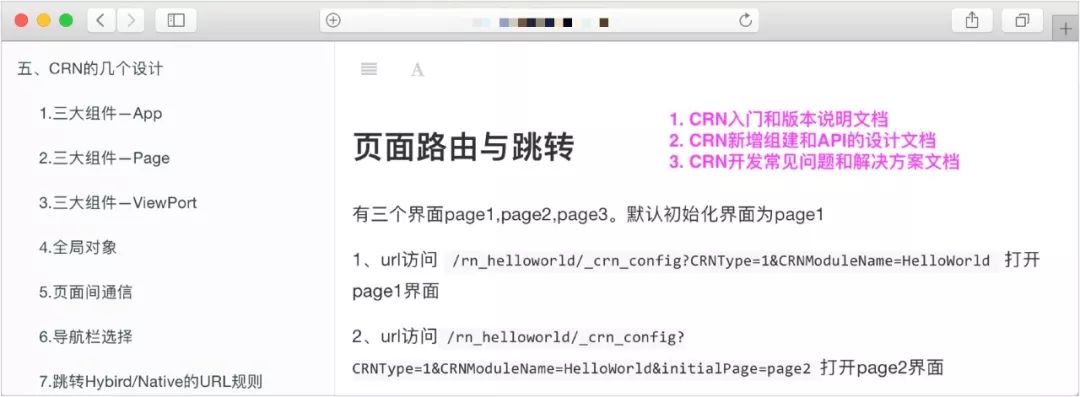 五、CRN的几个设计
1.三大组件—App
2.三大组件—Page
3.三大组件—ViewPort
4.全局对象
5.页面间通信
6.导航栏选择
7.跳转Hybird/Native的URL规则
A
页面路由与跳转
1. CRN入门和版本说明文档
2. CRN新增组建和API的设计文档
3. CRN开发常见问题和解决方案文档
有三个界面page1,page2,page3。默认初始化界面为page1
1、url访问 /rn_helloworld/_crn_config?CRNType=1&CRNModuleName=HelloWorld 打开
page1界面
2、url访问 /rn_helloworld/_crn_config?
CRNType=1&CRNModuleName=HelloWorld&initialPage=page2 打开page2界面